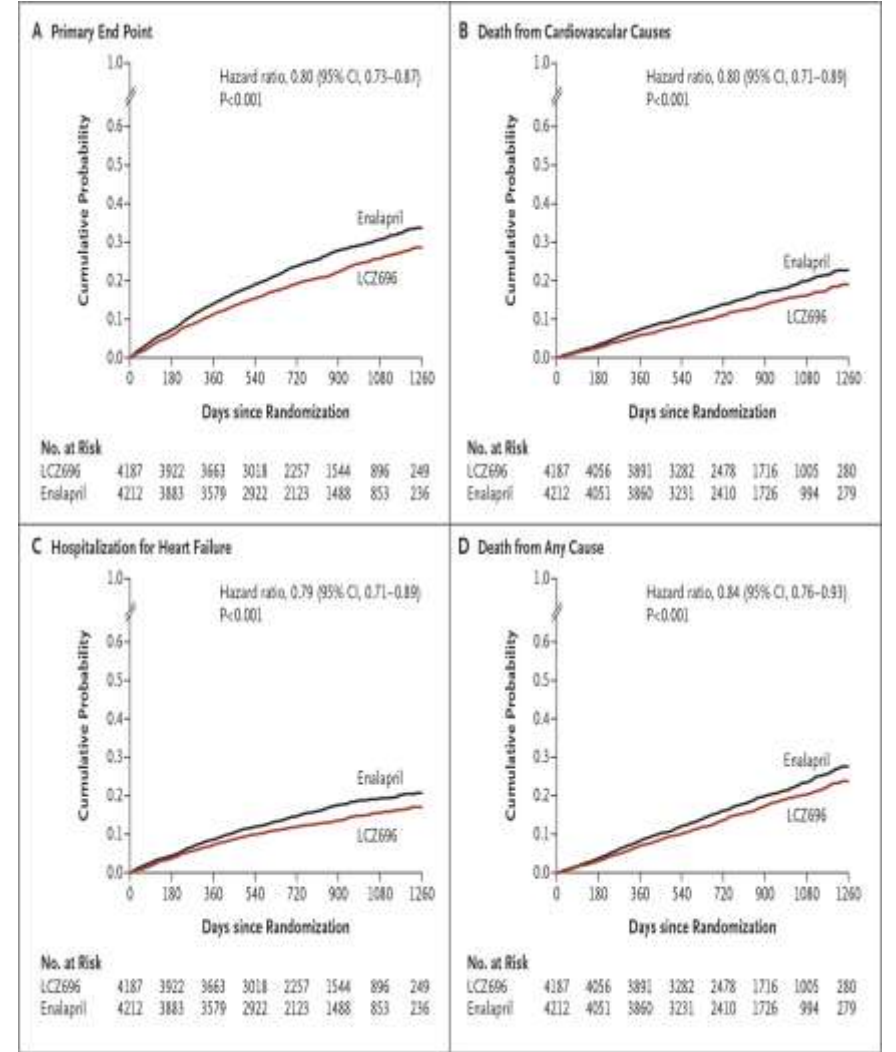 A Primary End Point
1.0
Hazard ratio, 0.80 (95% CI, 0.73–0.87)
P<0.001
0.6
0.5
0.4
0.3
0.2
0.1
0.0
Cumulative Probability
Enalapril
LCZ696
0 180 360 540 720 900 1080 1260
Days since Randomization
No. at Risk
LCZ696 4187 3922 3663 3018 2257 1544 896 249
Enalapril 4212 3883 3579 2922 2123 1488 853 236
B Death from Cardiovascular Causes
1.0
Hazard ratio, 0.80 (95% CI, 0.71–0.89)
P<0.001
0.6
0.5
0.4
0.3
0.2
0.1
0.0
Cumulative Probability
Enalapril
LCZ696
0 180 360 540 720 900 1080 1260
Days since Randomization
No. at Risk
LCZ696 4187 4056 3891 3282 2478 1716 1005 280
Enalapril 4212 4051 3860 3231 2410 1726 994 279
C Hospitalization for Heart Failure
1.0
Hazard ratio, 0.79 (95% CI, 0.71–0.89)
P<0.001
0.6
0.5
0.4
0.3
0.2
0.1
0.0
Cumulative Probability
Enalapril
LCZ696
0 180 360 540 720 900 1080 1260
Days since Randomization
No. at Risk
LCZ696 4187 3922 3663 3018 2257 1544 896 249
Enalapril 4212 3883 3579 2922 2123 1488 853 236
D Death from Any Cause
1.0
Hazard ratio, 0.84 (95% CI, 0.76–0.93)
P<0.001
0.6
0.5
0.4
0.3
0.2
0.1
0.0
Cumulative Probability
Enalapril
LCZ696
0 180 360 540 720 900 1080 1260
Days since Randomization
No. at Risk
LCZ696 4187 4056 3891 3282 2478 1716 1005 280
Enalapril 4212 4051 3860 3231 2410 1726 994 279